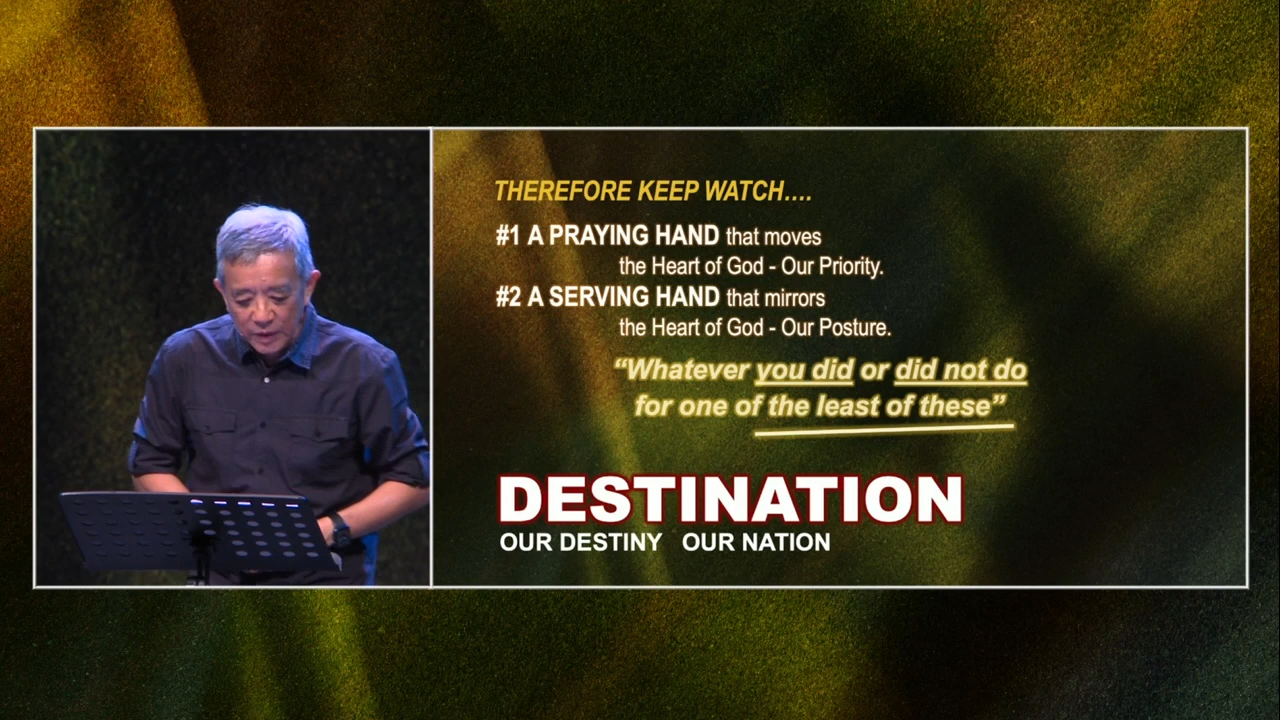 THEREFORE KEEP WATCH....
#1 A PRAYING HAND that moves
the Heart of God - Our Priority.
#2 A SERVING HAND that mirrors
the Heart of God - Our Posture.
“Whatever you did or did not do
for one of the least of these”
DESTINATION
OUR DESTINY OUR NATION